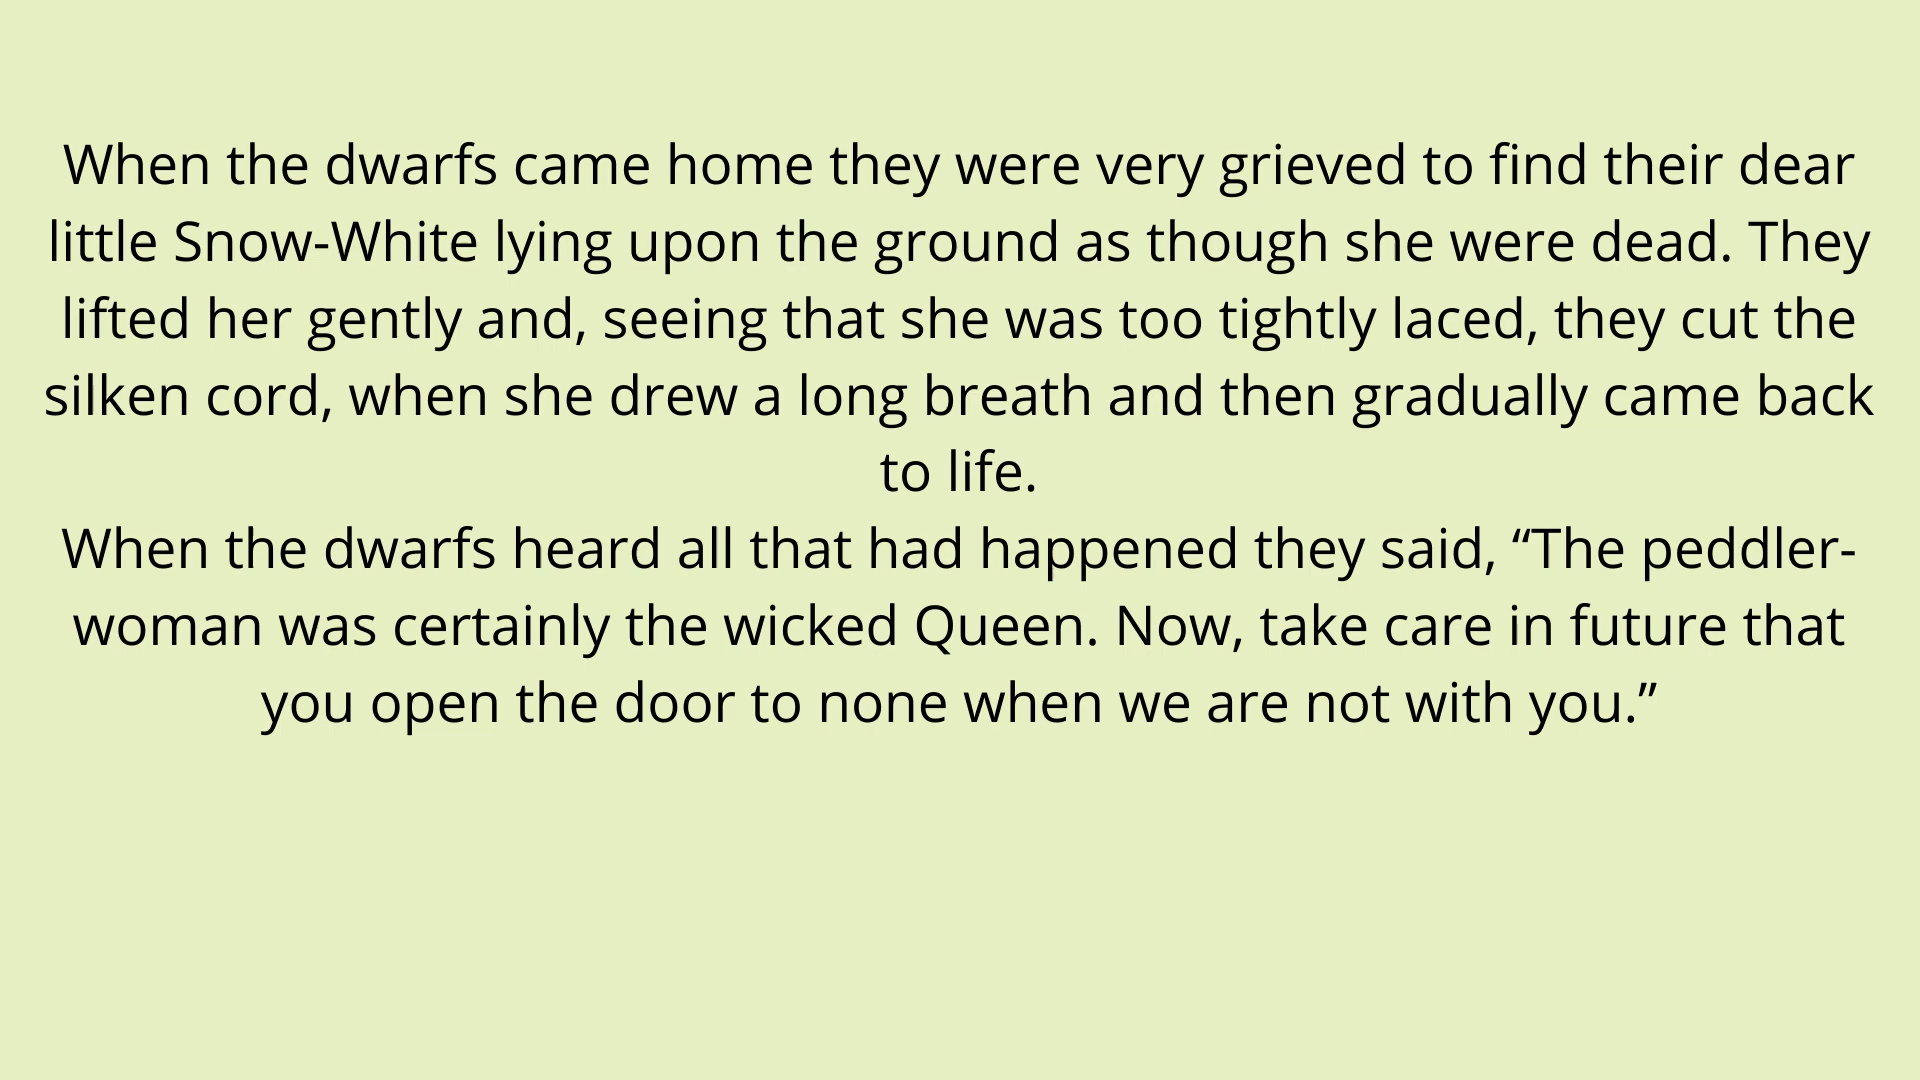 When the dwarfs came home they were very grieved to find their dear
little Snow-White lying upon the ground as though she were dead. They
lifted her gently and, seeing that she was too tightly laced, they cut the
silken cord, when she drew a long breath and then gradually came back
to life.
When the dwarfs heard all that had happened they said, “The peddler-
woman was certainly the wicked Queen. Now, take care in future that
you open the door to none when we are not with you.”